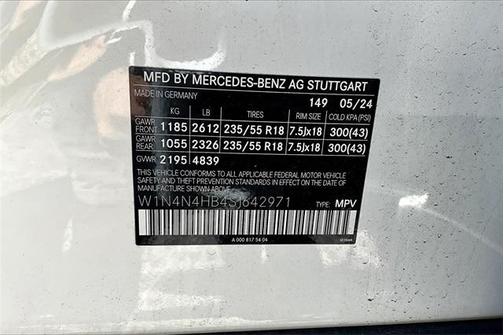 MFD BY MERCEDES-BENZ AG STUTTGART
MADE IN GERMANY 149 05/24
KG LB TIRES RIM SIZE COLD KPA (PSI)
GAWR FRONT 1185 2612 235/55 R18 7.5Jx18 300(43)
GAWR REAR 1055 2326 235/55 R18 7.5Jx18 300(43)
GVWR 2195 4839
THIS VEHICLE CONFORMS TO ALL APPLICABLE FEDERAL MOTOR VEHICLE
SAFETY AND THEFT PREVENTION STANDARDS IN EFFECT ON THE DATE OF
MANUFACTURE SHOWN ABOVE.
W1N4N4HB4SJ642971
TYPE: MPV
A 000 817 54 04